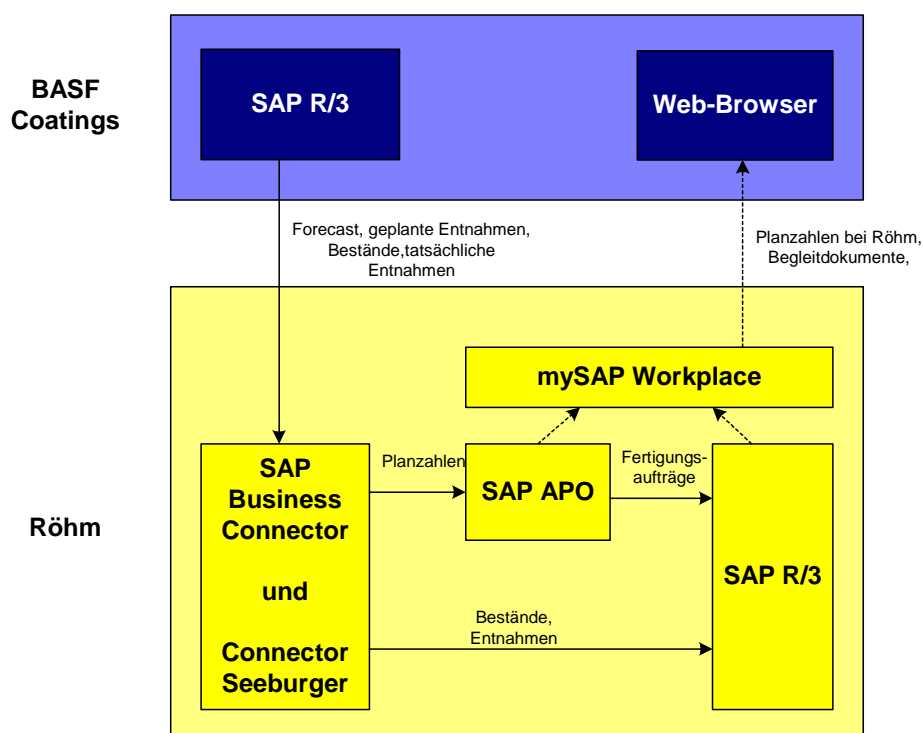 BASF
Coatings
SAP R/3
Web-Browser
Forecast, geplante Entnahmen,
Bestände,tatsächliche
Entnahmen
Planzahlen bei Röhm,
Begleitdokumente,
Röhm
mySAP Workplace
SAP
Business
Connector
und
Connector
Seeburger
Planzahlen
SAP APO
Fertigungs-
aufträge
SAP R/3
Bestände,
Entnahmen